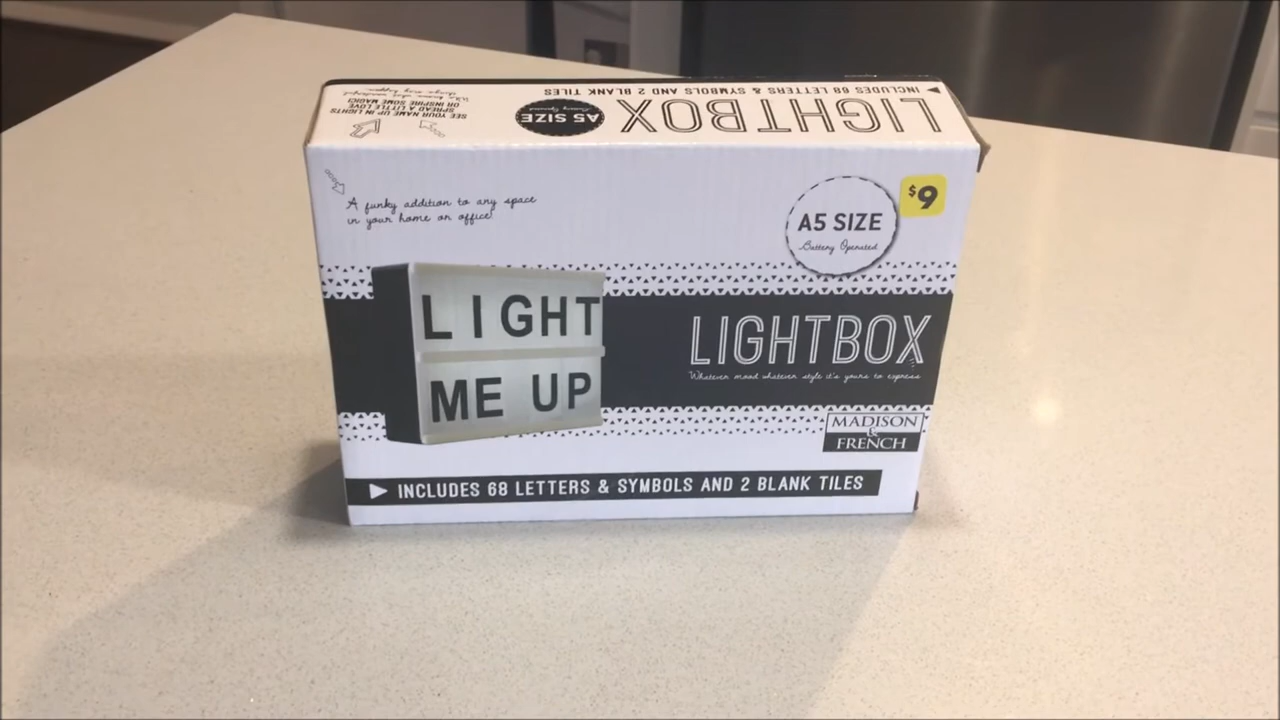 INCLUDES 68 LETTERS & SYMBOLS AND 2 BLANK TILES
LIGHTBOX
A5 SIZE
Battery Operated
SEE YOUR NAME UP IN LIGHTS
SPREAD A LITTLE LOVE
OR INSPIRE SOME MAGIC!
A funky addition to any space
in your home or office!
A5 SIZE
Battery Operated
$9
LIGHT
ME UP
LIGHTBOX
Whatever mood whatever style it's yours to express
MADISON
&
FRENCH
INCLUDES 68 LETTERS & SYMBOLS AND 2 BLANK TILES